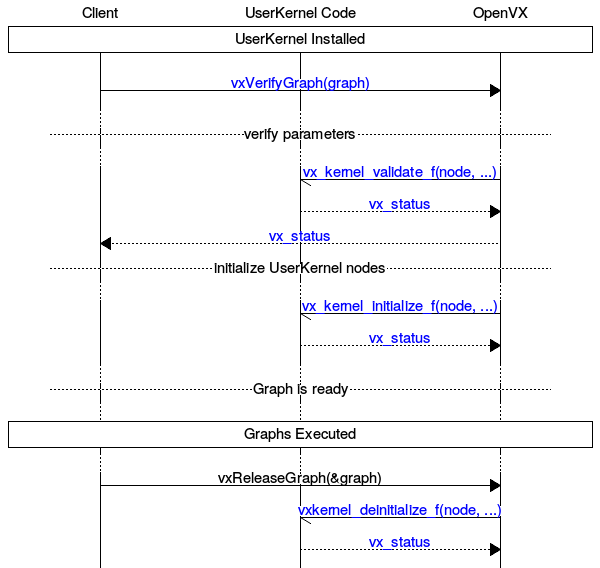 Client UserKernel Code OpenVX
UserKernel Installed
vxVerifyGraph(graph)
verify parameters
vx_kernel_validate_f(node, ...)
vx_status
vx_status
initialize UserKernel nodes
vx_kernel_initialize_f(node, ...)
vx_status
Graph is ready
Graphs Executed
vxReleaseGraph(&graph)
vxkernel_deinitialize_f(node, ...)
vx_status